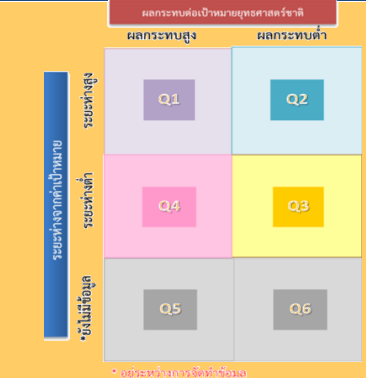 ผลกระทบต่อเป้าหมายยุทธศาสตร์ชาติ
ผลกระทบสูง
ผลกระทบต่ำ
ระยะห่างจากค่าเป้าหมาย
ระยะห่างสูง
Q1
Q2
ระยะห่างต่ำ
Q4
Q3
*ยังไม่มีข้อมูล
Q5
Q6
* อยู่ระหว่างการจัดทำข้อมูล